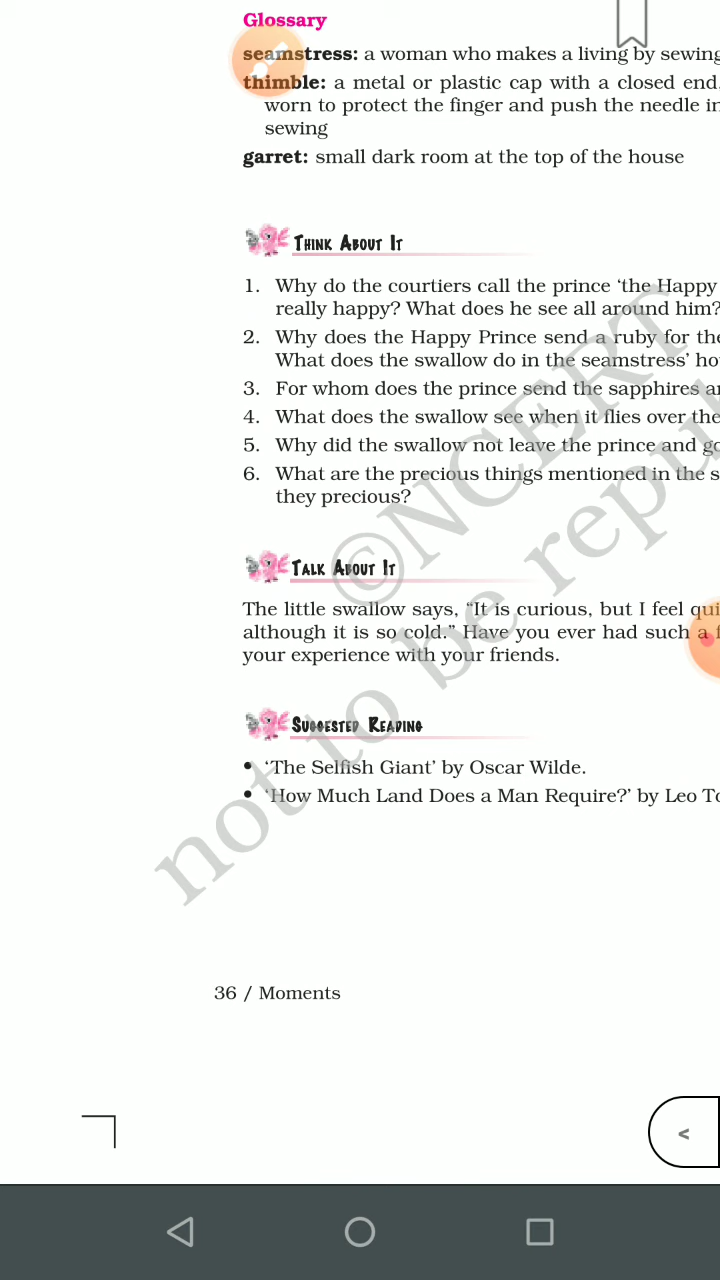 Glossary
seamstress: a woman who makes a living by sewing
thimble: a metal or plastic cap with a closed end,
worn to protect the finger and push the needle in
sewing
garret: small dark room at the top of the house
THINK ABOUT IT
1. Why do the courtiers call the prince ‘the Happy
really happy? What does he see all around him?
2. Why does the Happy Prince send a ruby for the
What does the swallow do in the seamstress’ ho
3. For whom does the prince send the sapphires a
4. What does the swallow see when it flies over the
5. Why did the swallow not leave the prince and go
6. What are the precious things mentioned in the s
they precious?
TALK ABOUT IT
The little swallow says, “It is curious, but I feel qui
although it is so cold.” Have you ever had such a f
your experience with your friends.
SUGGESTED READING
• ‘The Selfish Giant’ by Oscar Wilde.
• ‘How Much Land Does a Man Require?’ by Leo To
©NCERT
not to be repu
36 / Moments
<